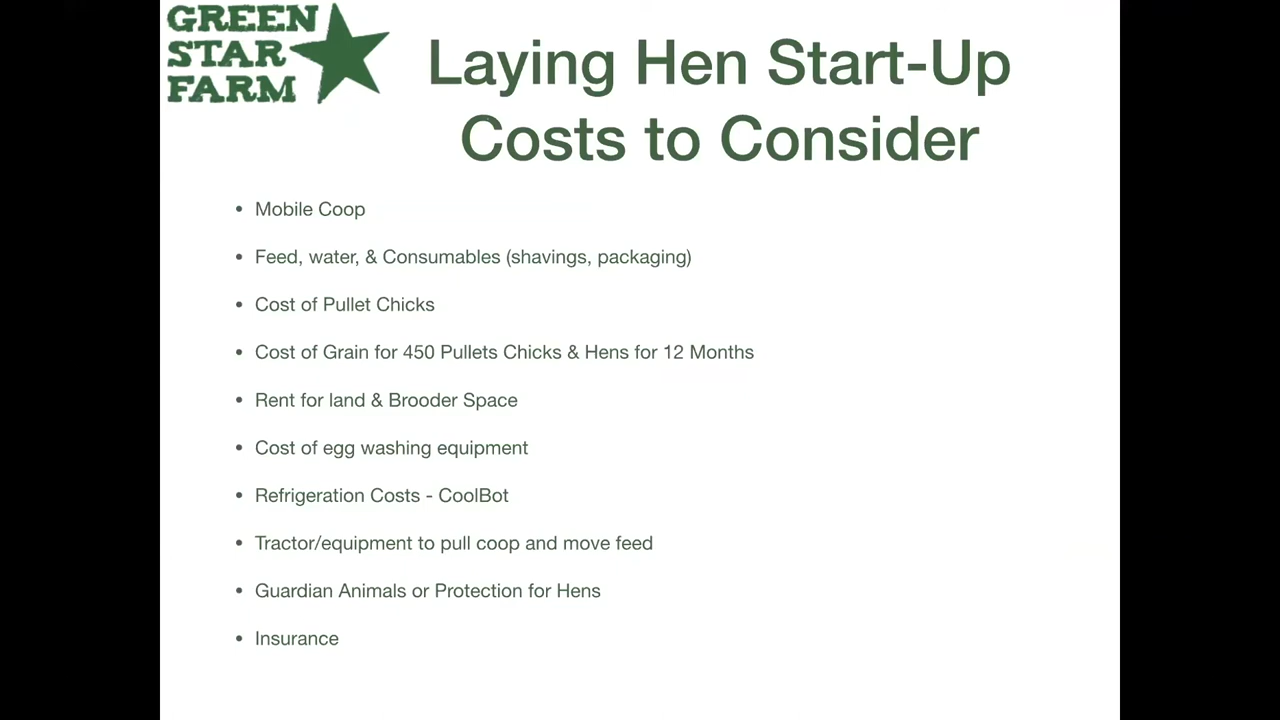 GREEN
STAR
FARM
Laying Hen Start-Up
Costs to Consider
• Mobile Coop
• Feed, water, & Consumables (shavings, packaging)
• Cost of Pullet Chicks
• Cost of Grain for 450 Pullets Chicks & Hens for 12 Months
• Rent for land & Brooder Space
• Cost of egg washing equipment
• Refrigeration Costs - CoolBot
• Tractor/equipment to pull coop and move feed
• Guardian Animals or Protection for Hens
• Insurance